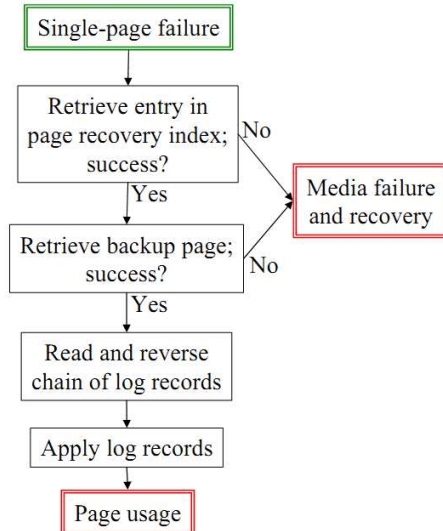 Single-page failure
Retrieve entry in
page recovery index;
success?
No
Yes
Media failure
and recovery
Retrieve backup page;
success?
No
Yes
Read and reverse
chain of log records
Apply log records
Page usage